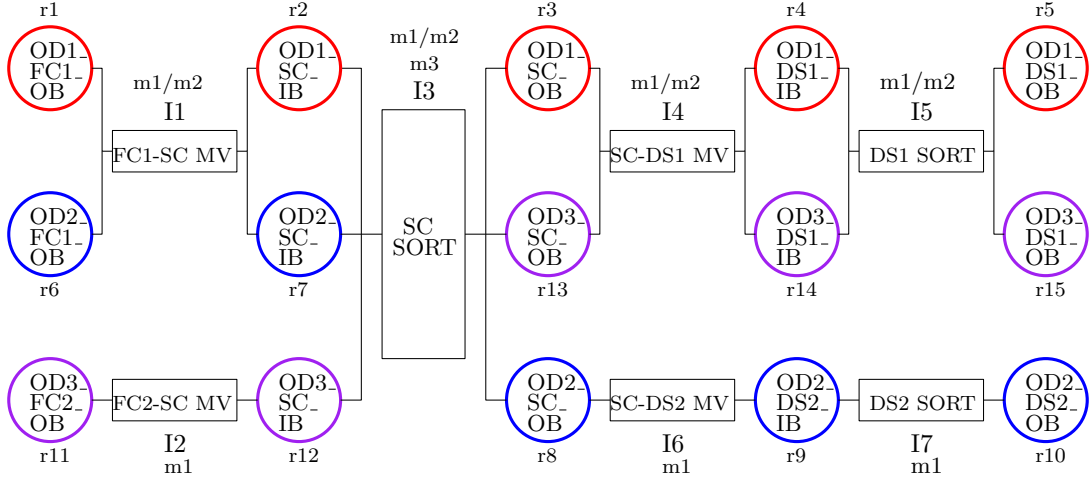 r1
r2
r3
r4
r5
OD1_
FC1_
OB
OD1_
SC_
IB
OD1_
SC_
OB
OD1_
DS1_
IB
OD1_
DS1_
OB
m1/m2
I1
FC1-SC MV
m1/m2
m3
I3
SC
SORT
m1/m2
I4
SC-DS1 MV
m1/m2
I5
DS1 SORT
OD2_
FC1_
OB
OD2_
SC_
IB
OD3_
SC_
OB
OD3_
DS1_
IB
OD3_
DS1_
OB
r6
r7
r13
r14
r15
OD3_
FC2_
OB
FC2-SC MV
I2
m1
OD3_
SC_
IB
OD2_
SC_
OB
SC-DS2 MV
I6
m1
OD2_
DS2_
IB
DS2 SORT
I7
m1
OD2_
DS2_
OB
r11
r12
r8
r9
r10